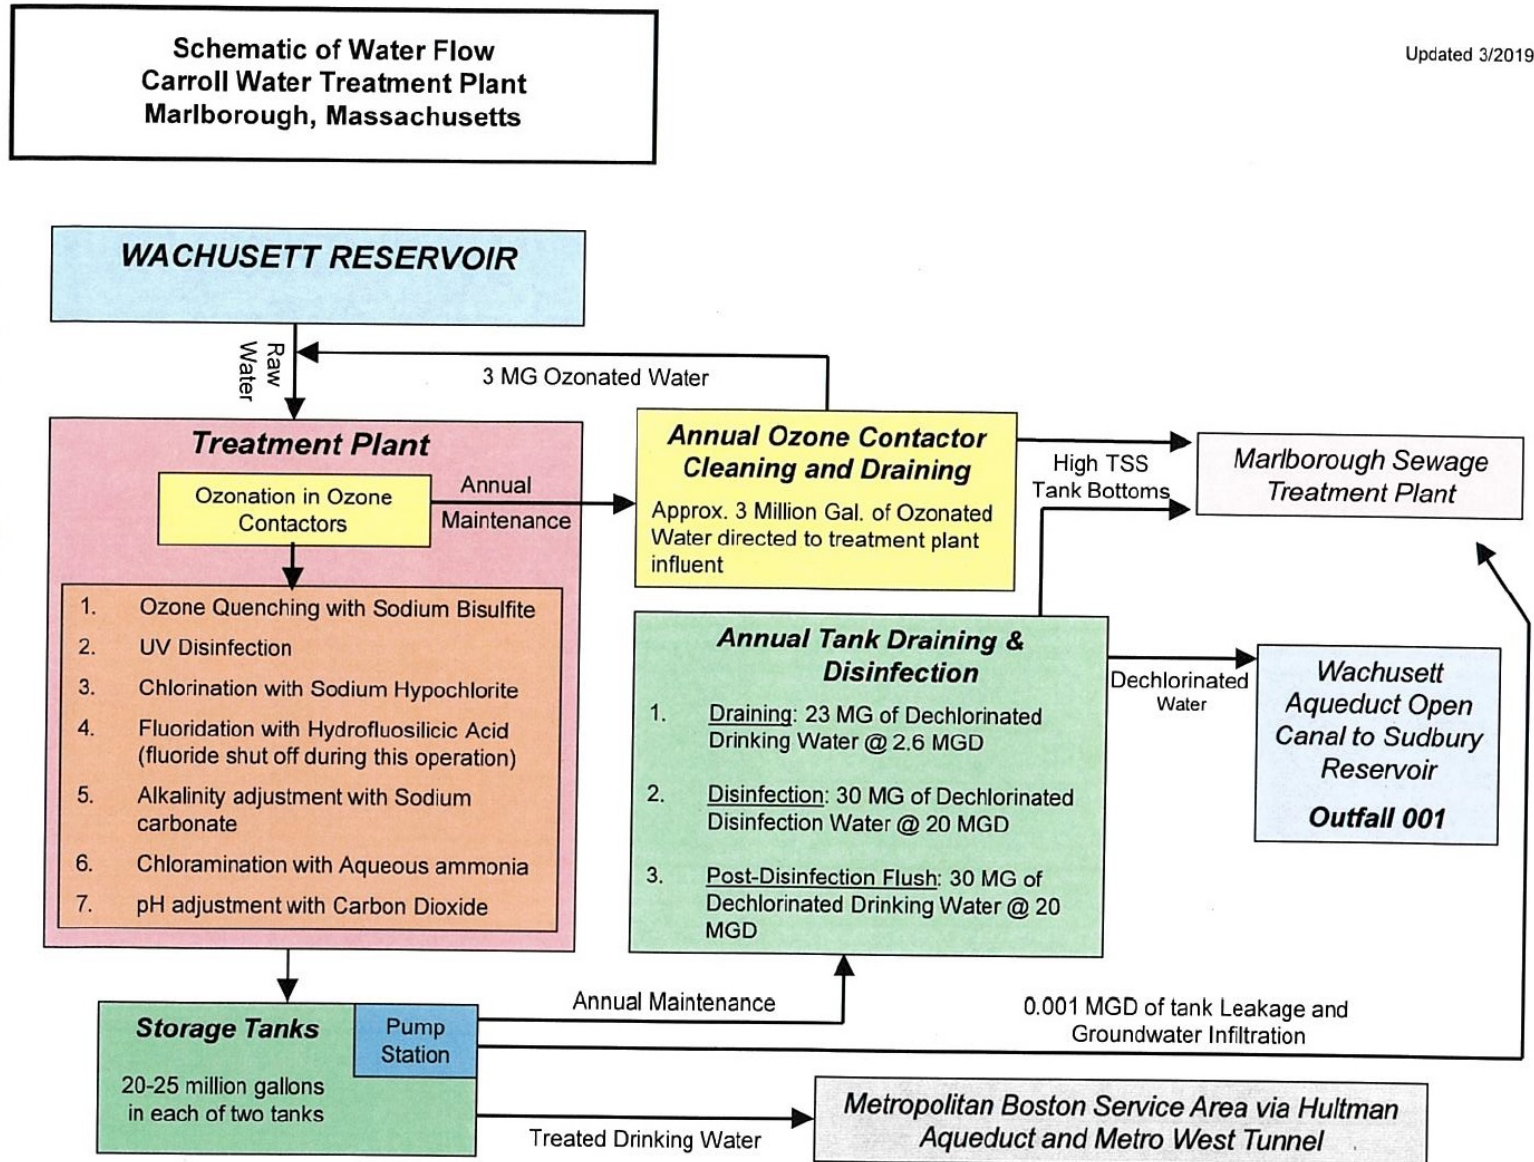 Schematic of Water Flow
Carroll Water Treatment Plant
Marlborough, Massachusetts
Updated 3/2019
WACHUSETT RESERVOIR
Raw
Water
3 MG Ozonated Water
Treatment Plant
Ozonation in Ozone
Contactors
Annual
Maintenance
Annual Ozone Contactor
Cleaning and Draining
Approx. 3 Million Gal. of Ozonated
Water directed to treatment plant
influent
High TSS
Tank Bottoms
Marlborough Sewage
Treatment Plant
1. Ozone Quenching with Sodium Bisulfite
2. UV Disinfection
3. Chlorination with Sodium Hypochlorite
4. Fluoridation with Hydrofluosilicic Acid
(fluoride shut off during this operation)
5. Alkalinity adjustment with Sodium
carbonate
6. Chloramination with Aqueous ammonia
7. pH adjustment with Carbon Dioxide
Annual Tank Draining &
Disinfection
1. Draining: 23 MG of Dechlorinated
Drinking Water @ 2.6 MGD
2. Disinfection: 30 MG of Dechlorinated
Disinfection Water @ 20 MGD
3. Post-Disinfection Flush: 30 MG of
Dechlorinated Drinking Water @ 20
MGD
Dechlorinated
Water
Wachusett
Aqueduct Open
Canal to Sudbury
Reservoir
Outfall 001
Storage Tanks
20-25 million gallons
in each of two tanks
Pump
Station
Annual Maintenance
0.001 MGD of tank Leakage and
Groundwater Infiltration
Treated Drinking Water
Metropolitan Boston Service Area via Hultman
Aqueduct and Metro West Tunnel